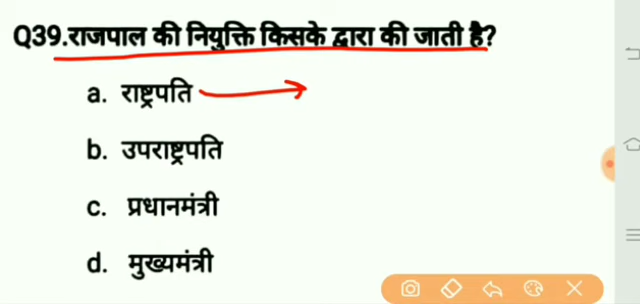 Q39.राजपाल की नियुक्ति किसके द्वारा की जाती है?
a. राष्ट्रपति
b. उपराष्ट्रपति
c. प्रधानमंत्री
d. मुख्यमंत्री